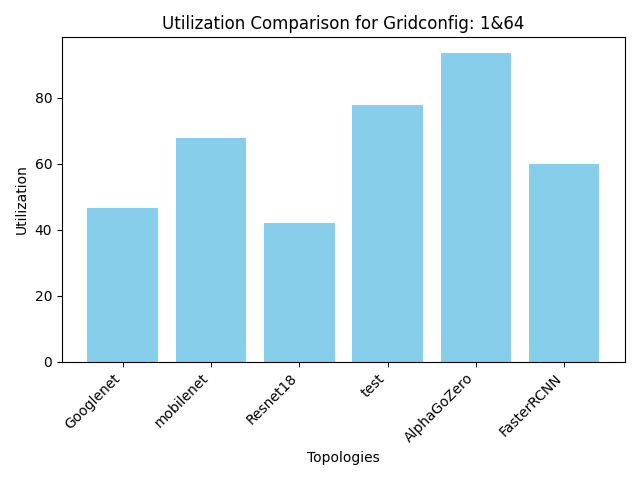 Utilization Comparison for Gridconfig: 1&64
Utilization
80
60
40
20
0
Googlenet
mobilenet
Resnet18
test
AlphaGoZero
FasterRCNN
Topologies